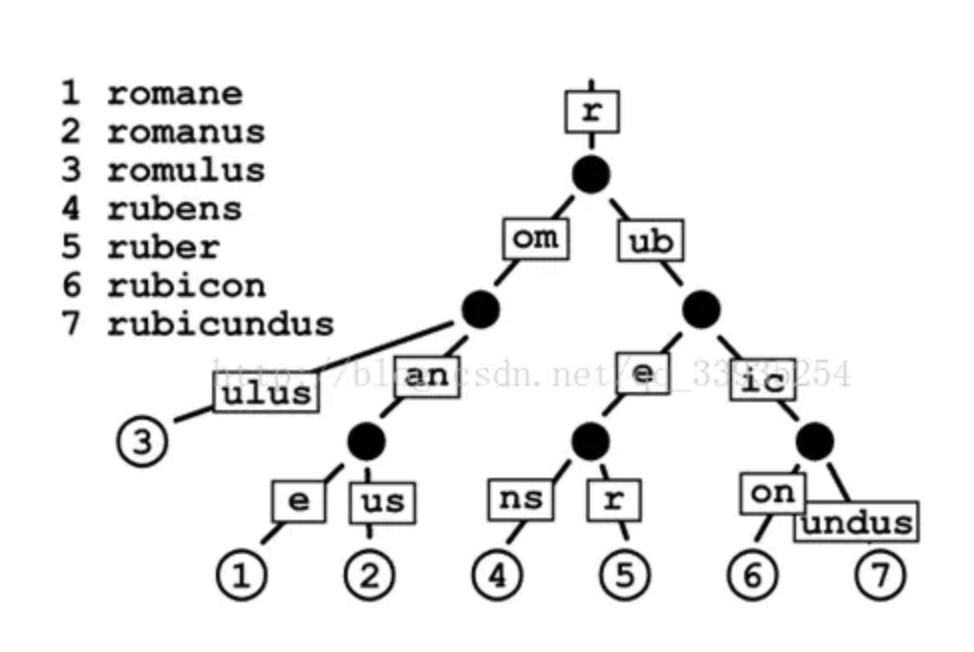 1 romane
2 romanus
3 romulus
4 rubens
5 ruber
6 rubicon
7 rubicundus
r
om
ub
ulus
an
e
ic
3
e
us
ns
r
on
undus
1
2
4
5
6
7